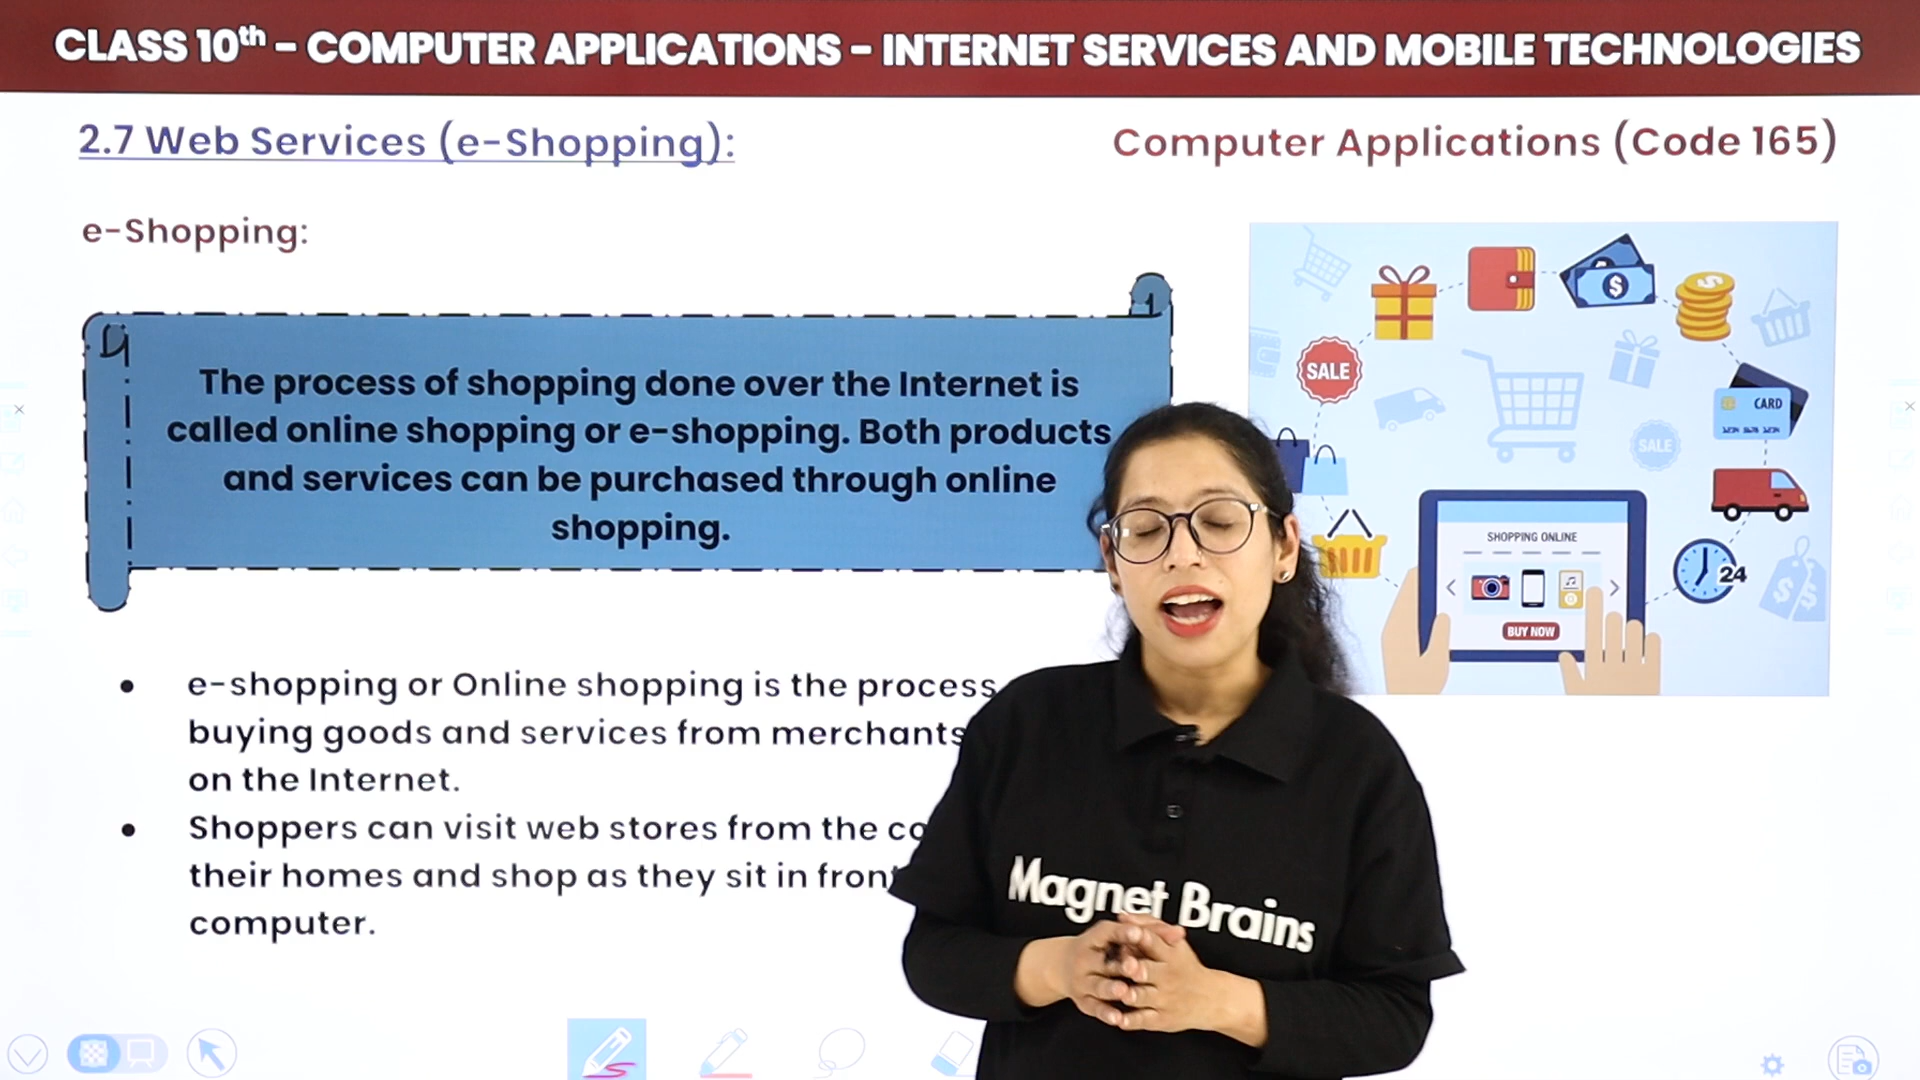 CLASS 10th – COMPUTER APPLICATIONS – INTERNET SERVICES AND MOBILE TECHNOLOGIES
2.7 Web Services (e-Shopping):
Computer Applications (Code 165)
e-Shopping:
The process of shopping done over the Internet is
called online shopping or e-shopping. Both products
and services can be purchased through online
shopping.
e-shopping or Online shopping is the process
buying goods and services from merchants
on the Internet.
Shoppers can visit web stores from the
their homes and shop as they sit in front
computer.
SALE
CARD
SALE
SHOPPING ONLINE
24
BUY NOW
Magnet Brains